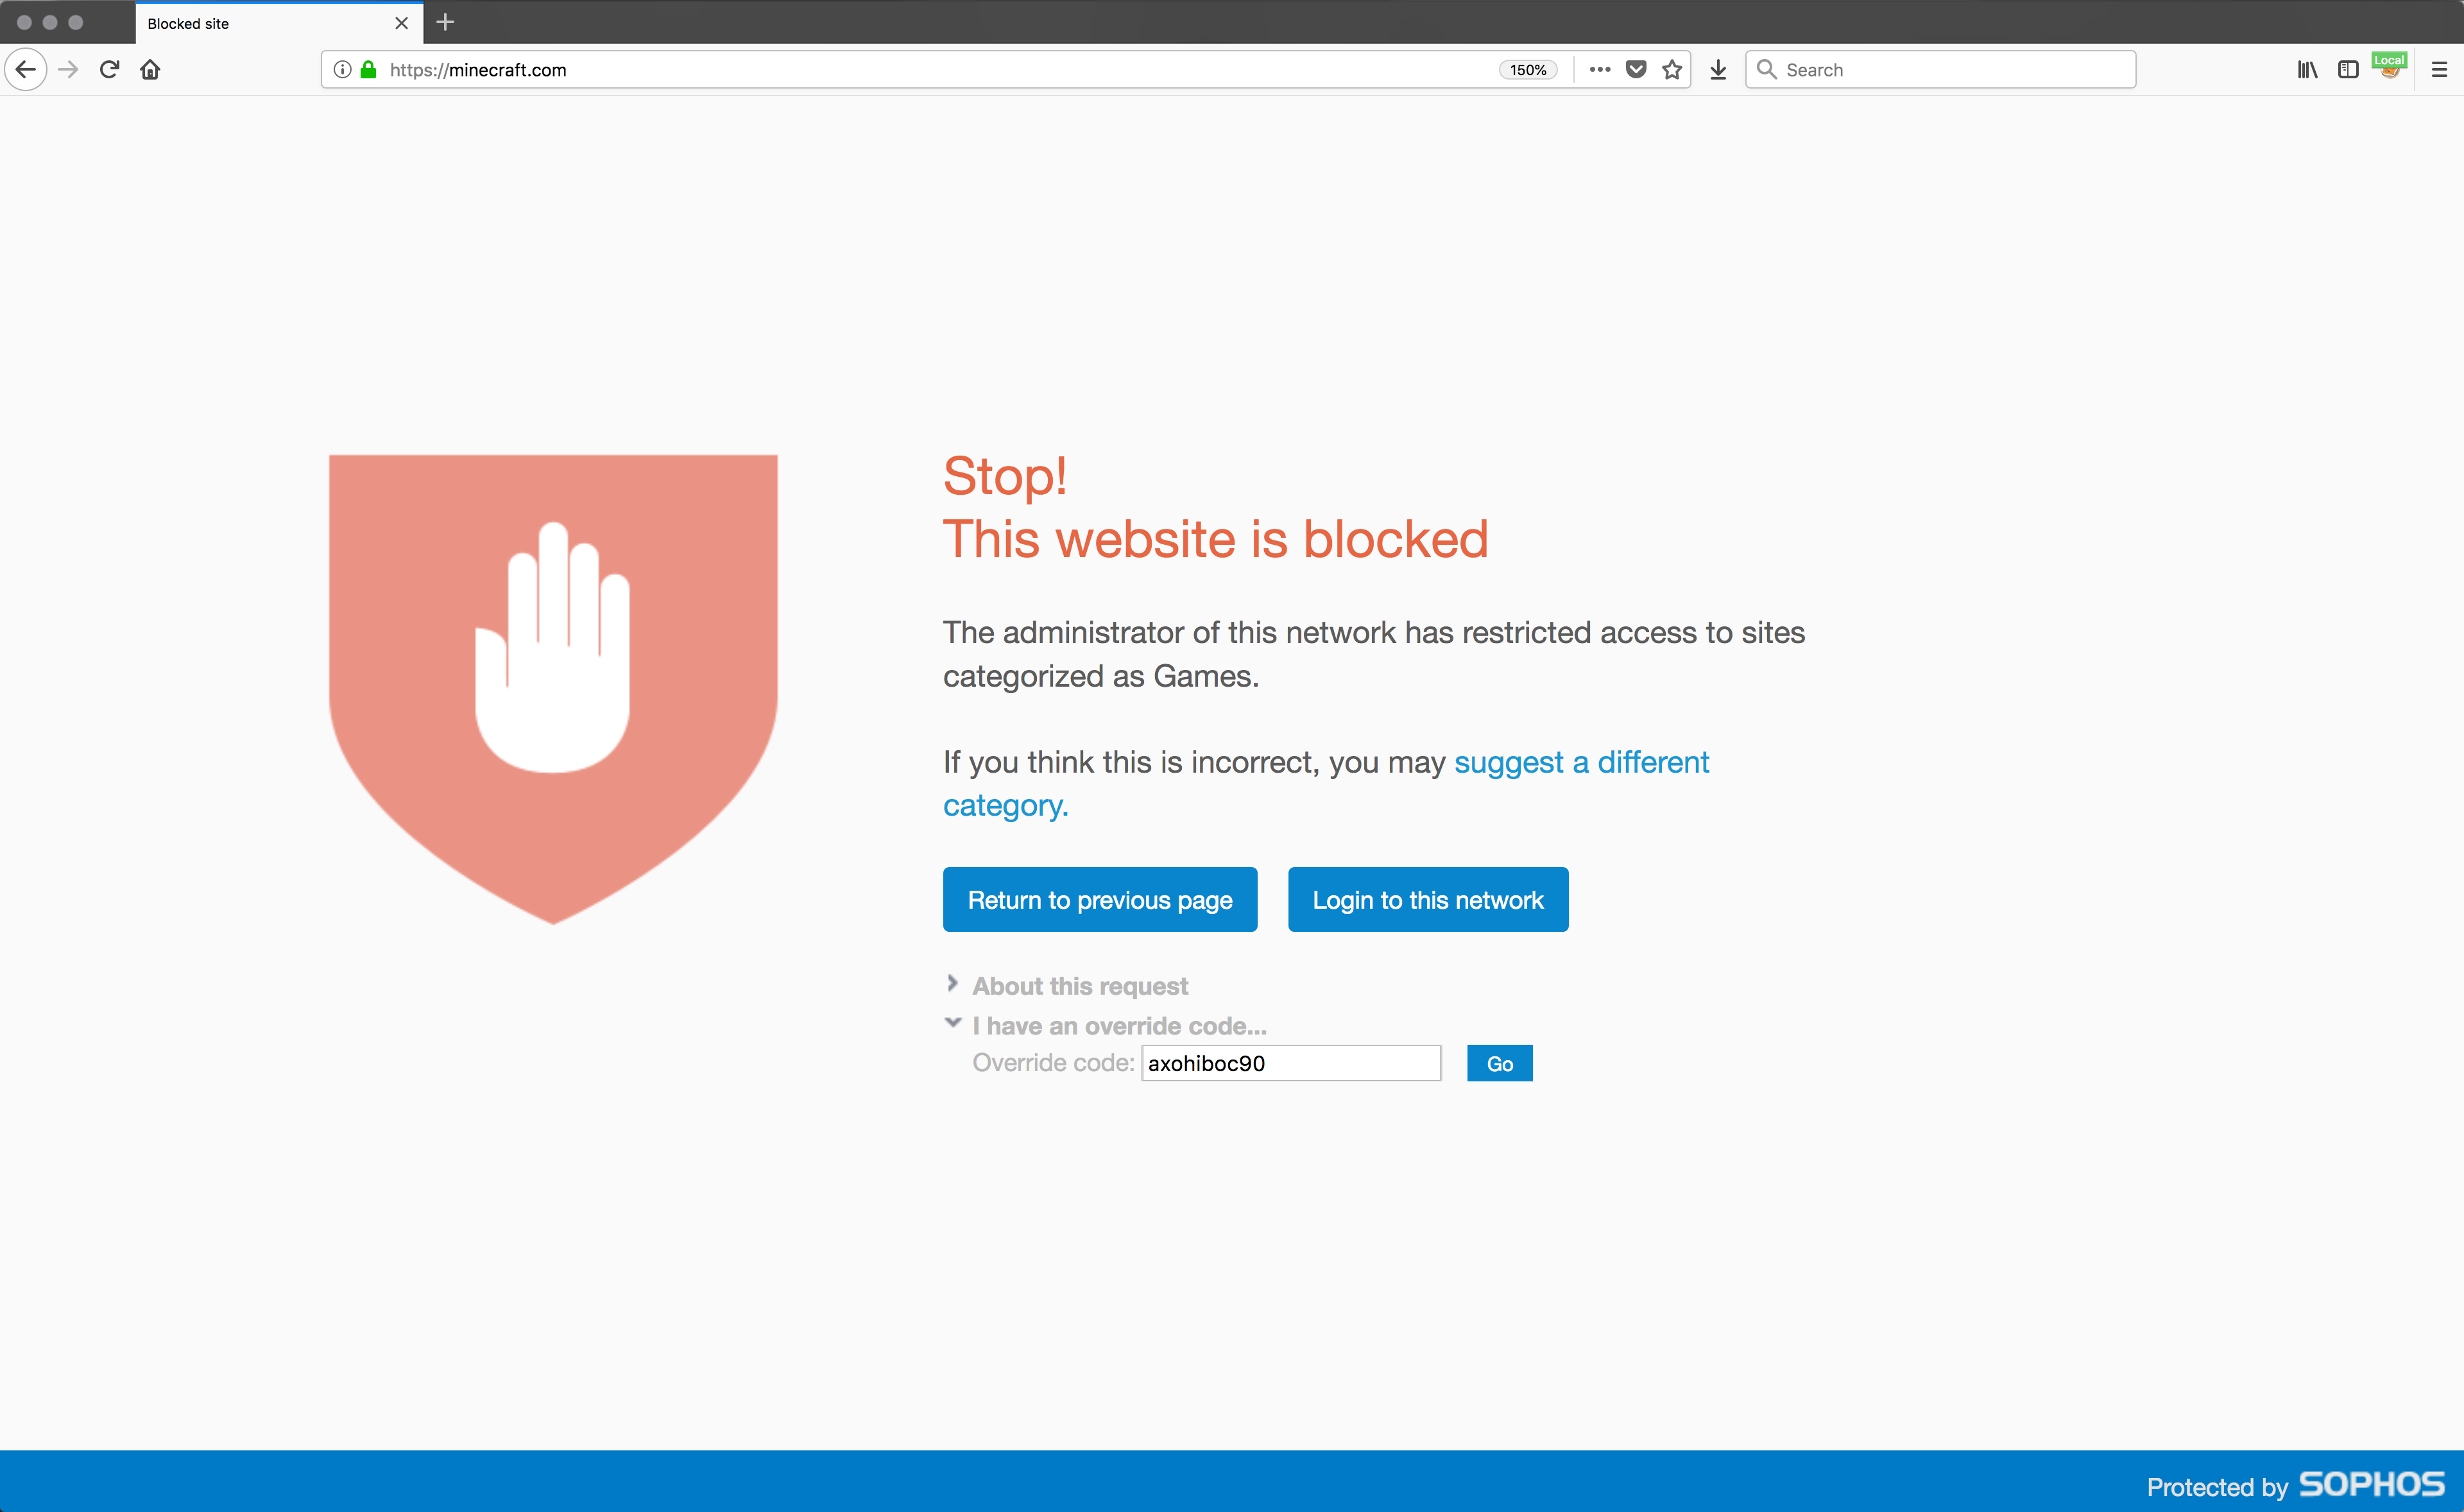 Blocked site
https://minecraft.com
150%
Search
Local
Stop!
This website is blocked
The administrator of this network has restricted access to sites
categorized as Games.
If you think this is incorrect, you may suggest a different
category.
Return to previous page
Login to this network
About this request
I have an override code...
Override code: axohiboc90
Go
Protected by SOPHOS